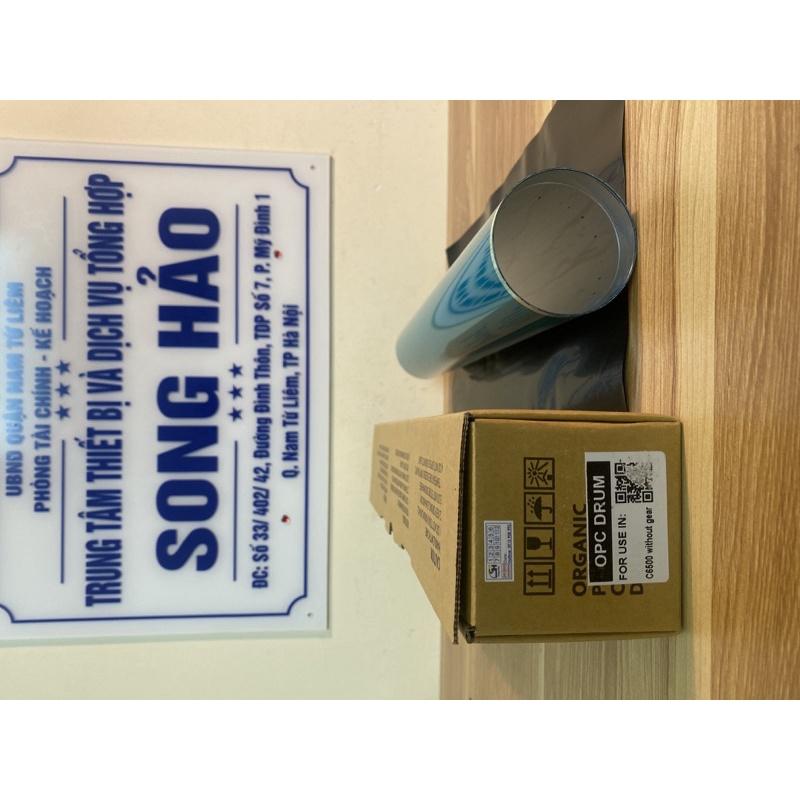 UBND QUẬN NAM TỪ LIÊM
PHÒNG TÀI CHÍNH - KẾ HOẠCH
TRUNG TÂM THIẾT BỊ VÀ DỊCH VỤ TỔNG HỢP
SONG HẢO
ĐC: Số 33/ 402/ 42, Đường Đình Thôn, TDP Số 7, P. Mỹ Đình 1
Q. Nam Từ Liêm, TP Hà Nội
ORGANIC
OPC DRUM
FOR USE IN:
C6500 without gear